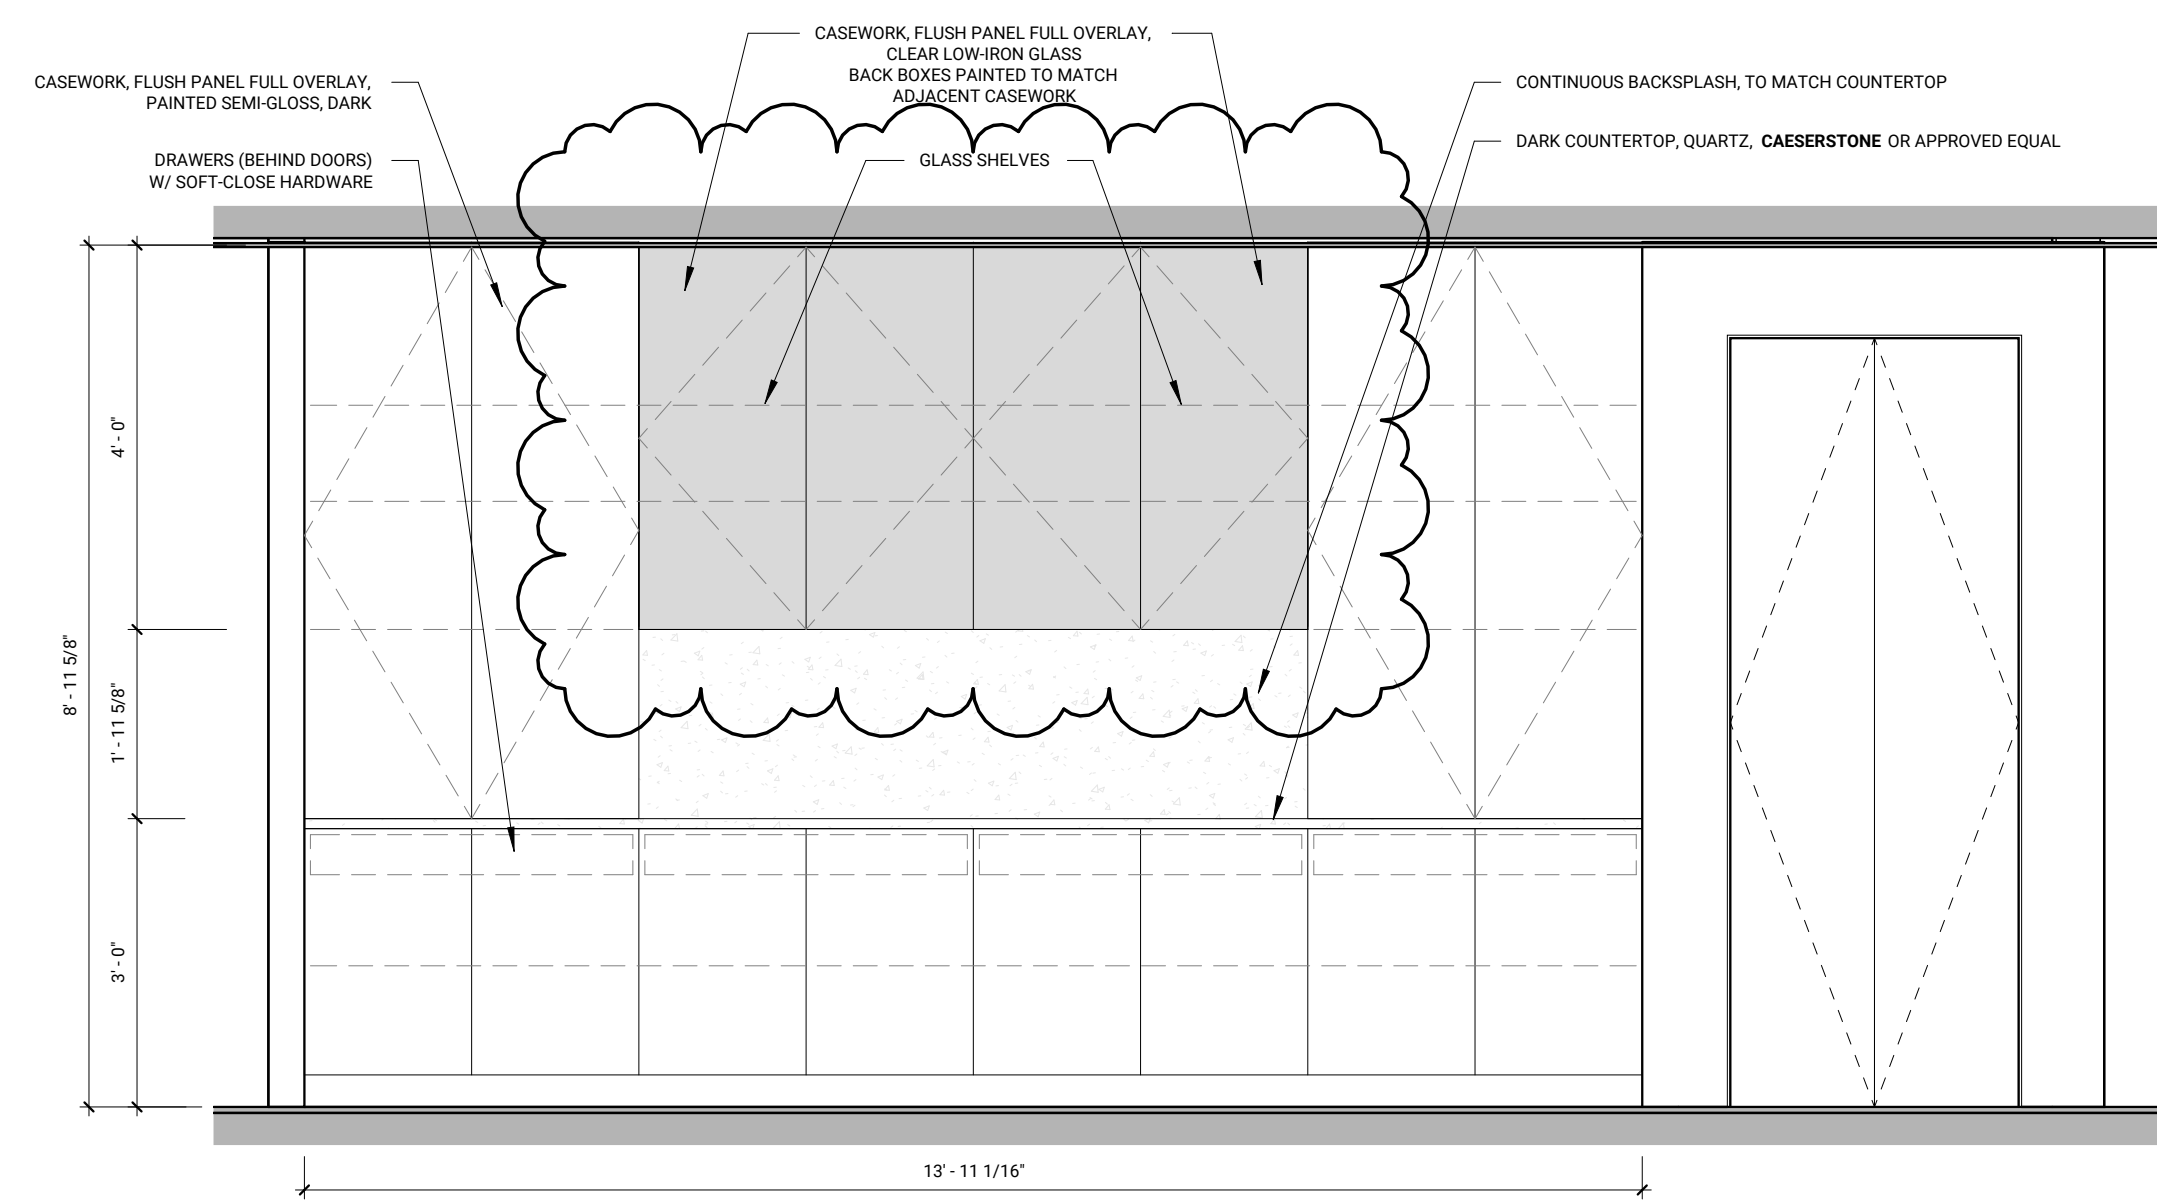 CASEWORK, FLUSH PANEL FULL OVERLAY,
CLEAR LOW-IRON GLASS
BACK BOXES PAINTED TO MATCH
ADJACENT CASEWORK
CASEWORK, FLUSH PANEL FULL OVERLAY,
PAINTED SEMI-GLOSS, DARK
CONTINUOUS BACKSPLASH, TO MATCH COUNTERTOP
DARK COUNTERTOP, QUARTZ, CAESERSTONE OR APPROVED EQUAL
DRAWERS (BEHIND DOORS)
W/ SOFT-CLOSE HARDWARE
GLASS SHELVES
4' - 0"
8' - 11 5/8"
1' - 11 5/8"
3' - 0"
13' - 11 1/16"